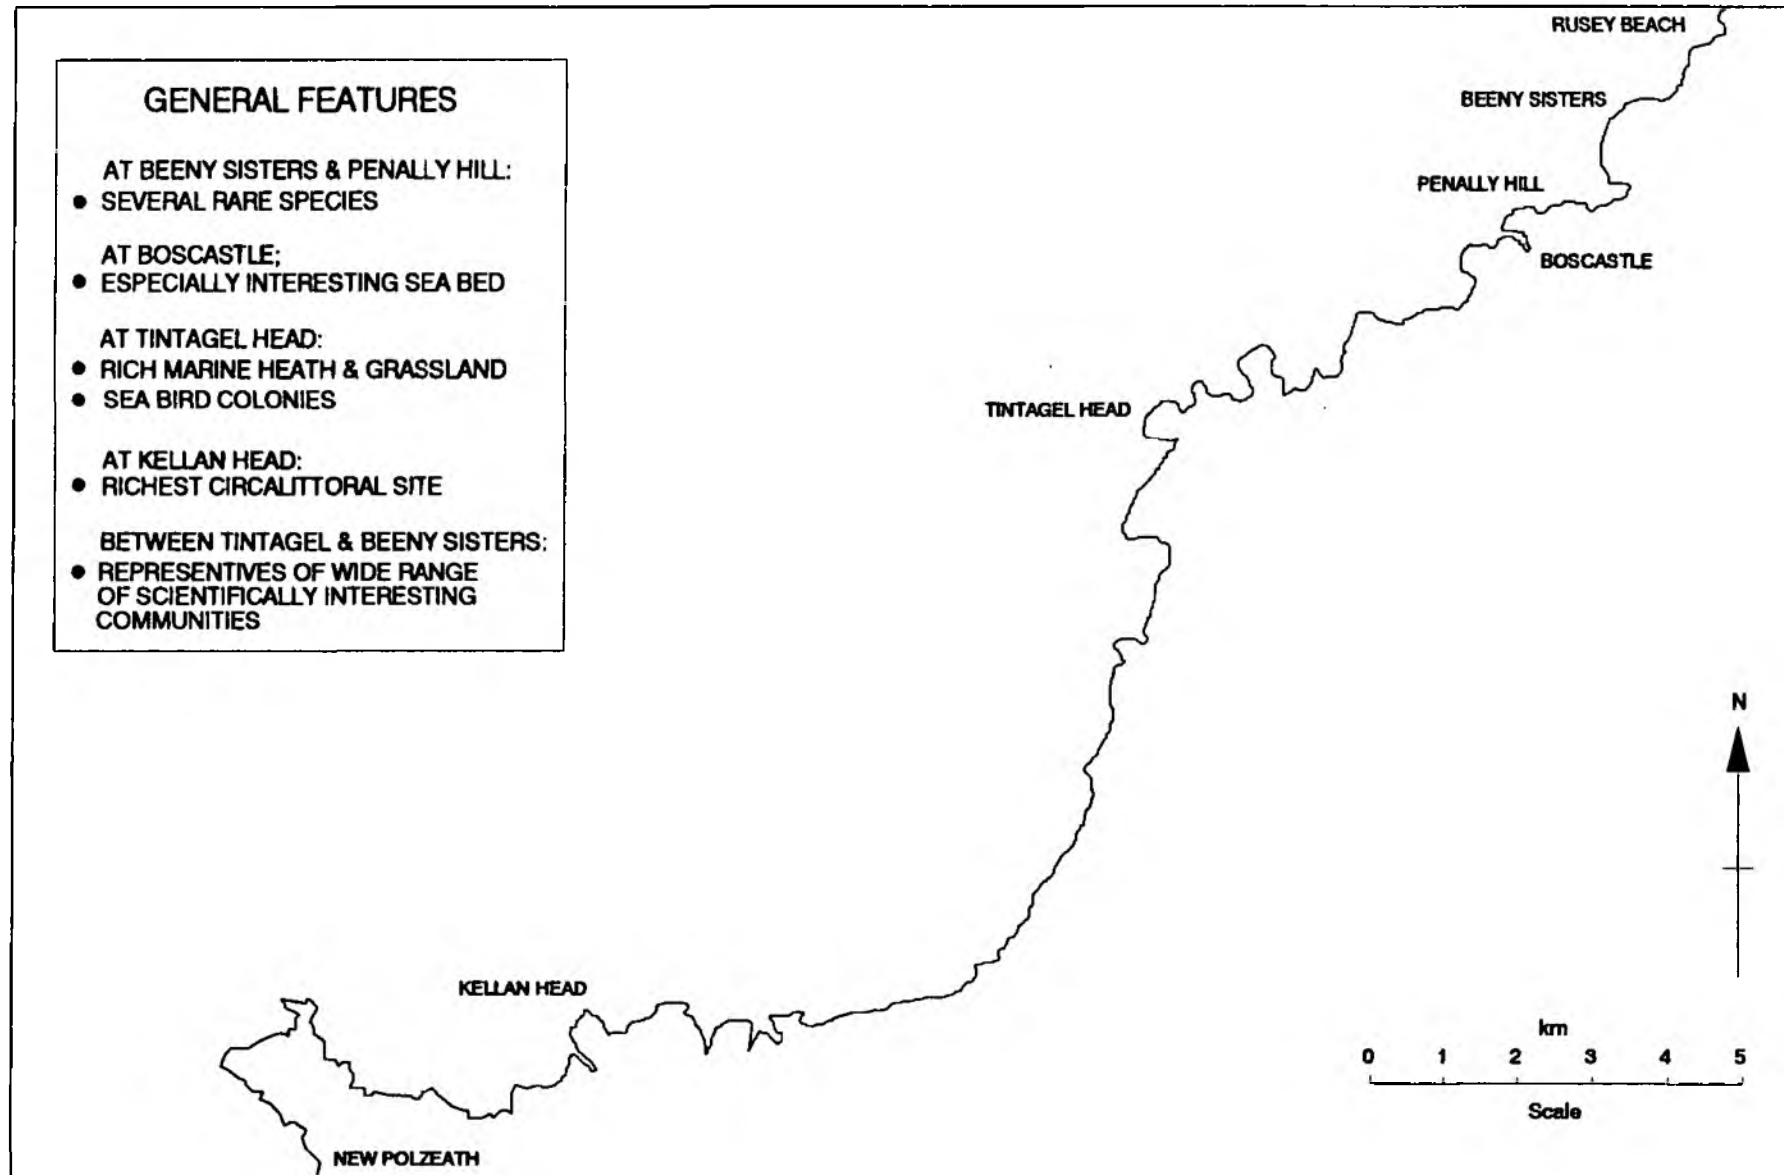 GENERAL FEATURES
AT BEENY SISTERS & PENALLY HILL:
● SEVERAL RARE SPECIES
AT BOSCASTLE;
● ESPECIALLY INTERESTING SEA BED
AT TINTAGEL HEAD:
● RICH MARINE HEATH & GRASSLAND
● SEA BIRD COLONIES
AT KELLAN HEAD:
● RICHEST CIRCALITTORAL SITE
BETWEEN TINTAGEL & BEENY SISTERS:
● REPRESENTIVES OF WIDE RANGE
OF SCIENTIFICALLY INTERESTING
COMMUNITIES
RUSEY BEACH
BEENY SISTERS
PENALLY HILL
BOSCASTLE
TINTAGEL HEAD
KELLAN HEAD
NEW POLZEATH
N
km
0 1 2 3 4 5
Scale